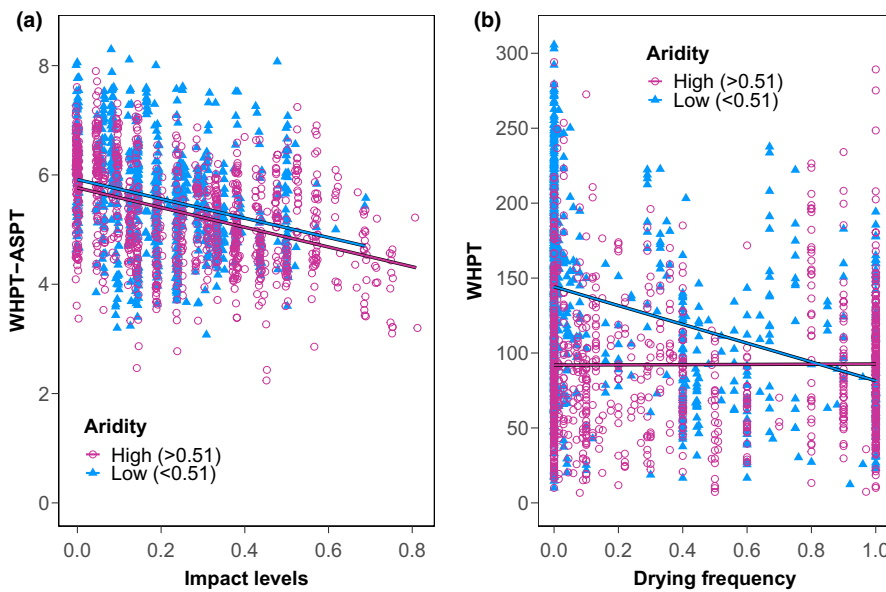 (a)
8
6
4
2
0
WHPT–ASPT
Aridity
High (>0.51)
Low (<0.51)
0.0 0.2 0.4 0.6 0.8
Impact levels
(b)
300
250
200
150
100
50
0
WHPT
Aridity
High (>0.51)
Low (<0.51)
0.0 0.2 0.4 0.6 0.8 1.0
Drying frequency